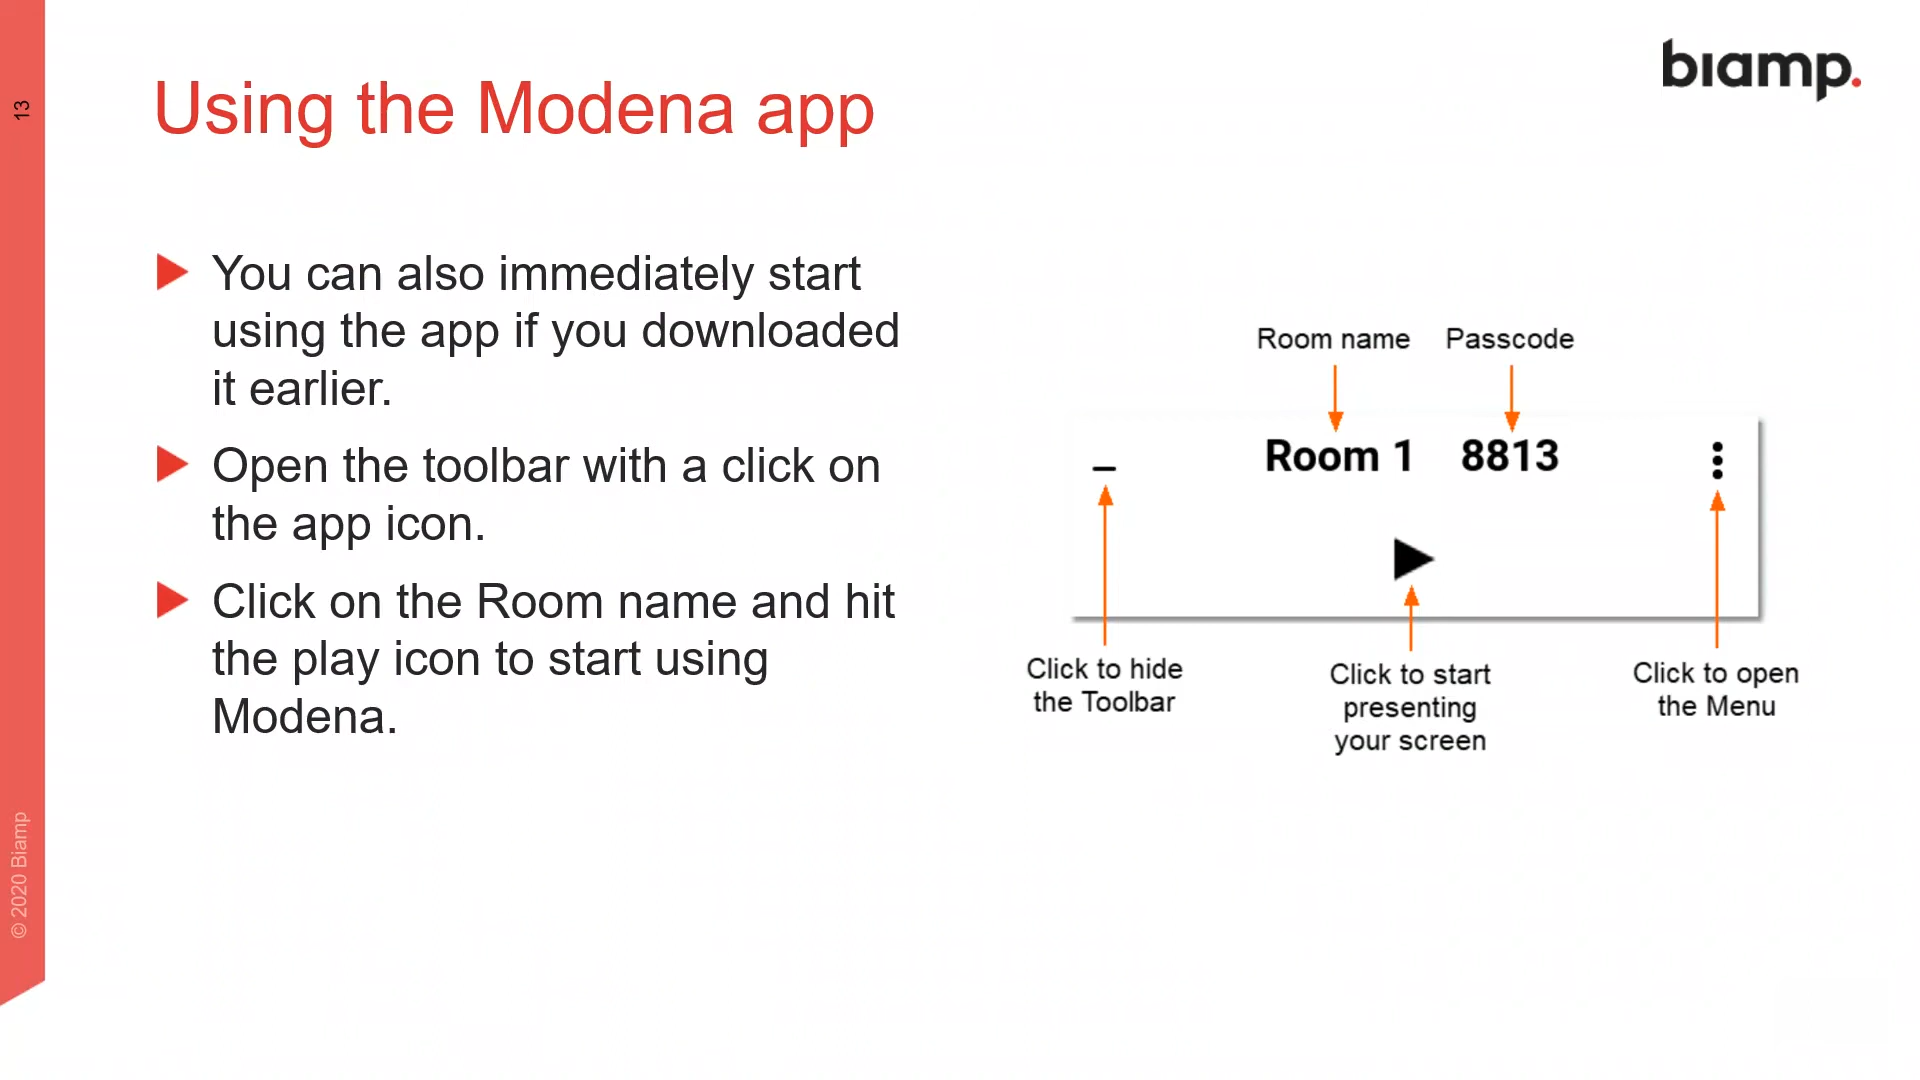 13
Using the Modena app
biamp.
You can also immediately start
using the app if you downloaded
it earlier.
Open the toolbar with a click on
the app icon.
Click on the Room name and hit
the play icon to start using
Modena.
Room name Passcode
Room 1 8813
Click to hide
the Toolbar
Click to start
presenting
your screen
Click to open
the Menu
© 2020 Biamp